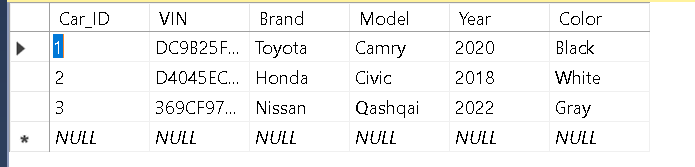 Car_ID VIN Brand Model Year Color
1 DC9B25F... Toyota Camry 2020 Black
2 D4045EC... Honda Civic 2018 White
3 369CF97... Nissan Qashqai 2022 Gray
* NULL NULL NULL NULL NULL NULL